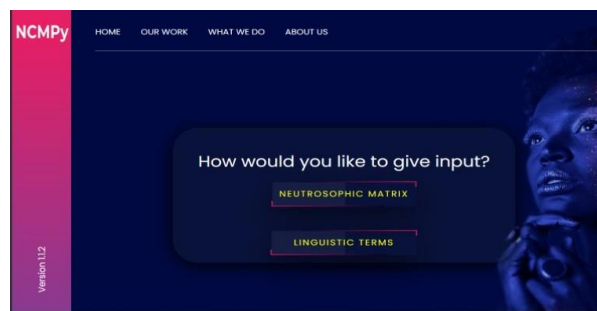 NCMPy
HOME OUR WORK WHAT WE DO ABOUT US
How would you like to give input?
NEUTROSOPHIC MATRIX
LINGUISTIC TERMS
Version 1.1.2